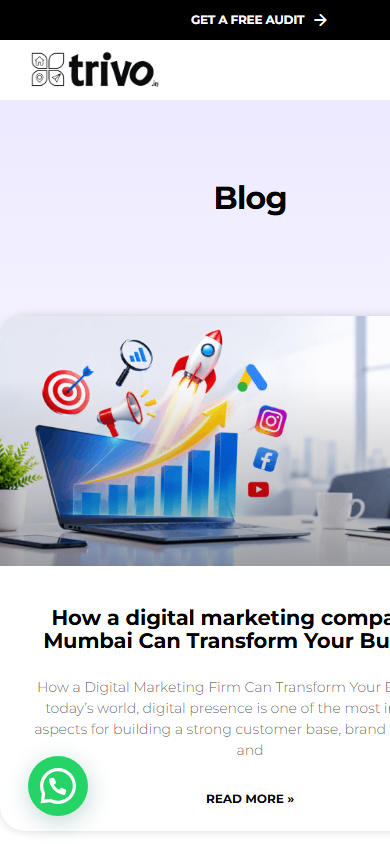 GET A FREE AUDIT
trivo.in
Blog
How a digital marketing compa
Mumbai Can Transform Your Bu
How a Digital Marketing Firm Can Transform Your B
today's world, digital presence is one of the most i
aspects for building a strong customer base, brand
and
READ MORE »